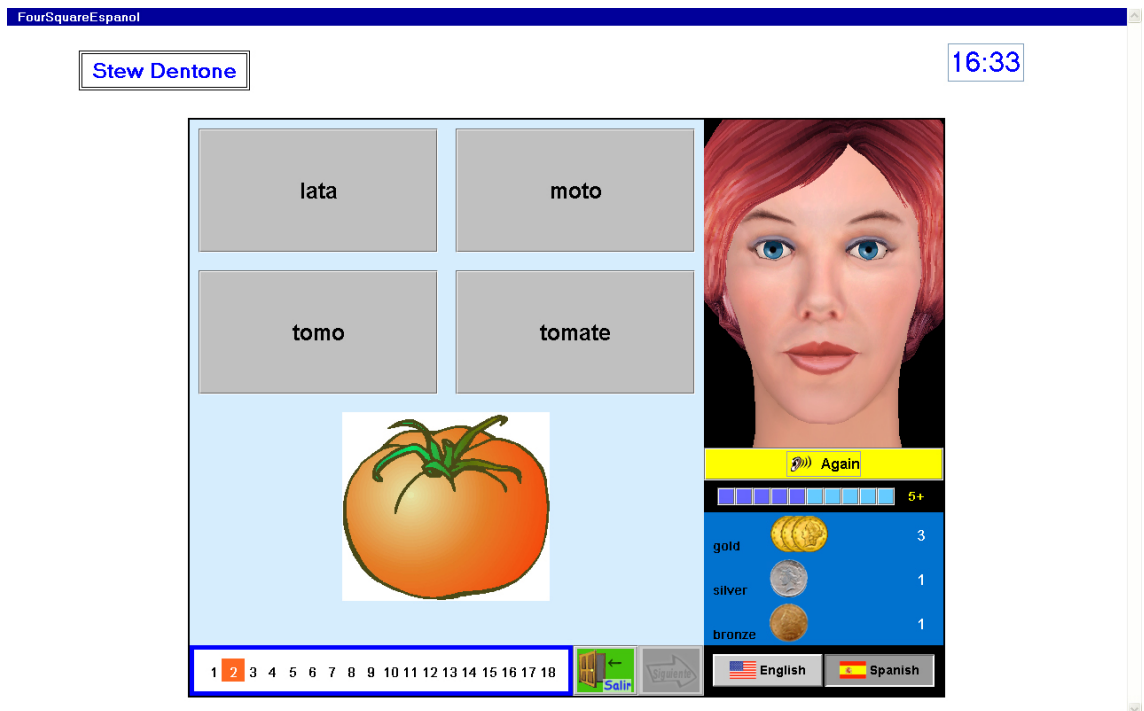 FourSquareEspanol
Stew Dentone
16:33
lata
moto
tomo
tomate
Again
5+
gold 3
silver 1
bronze 1
1 2 3 4 5 6 7 8 9 10 11 12 13 14 15 16 17 18
Salir
Siguiente
English
Spanish